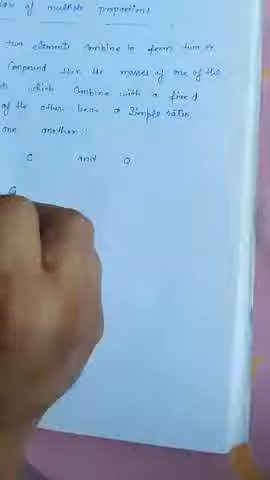 law of multiple proportions
two elements combine to form two or
Compound then the masses of one of the
which combine with a fixed
of the other bear a Simple ratio
one another.
C and O
C